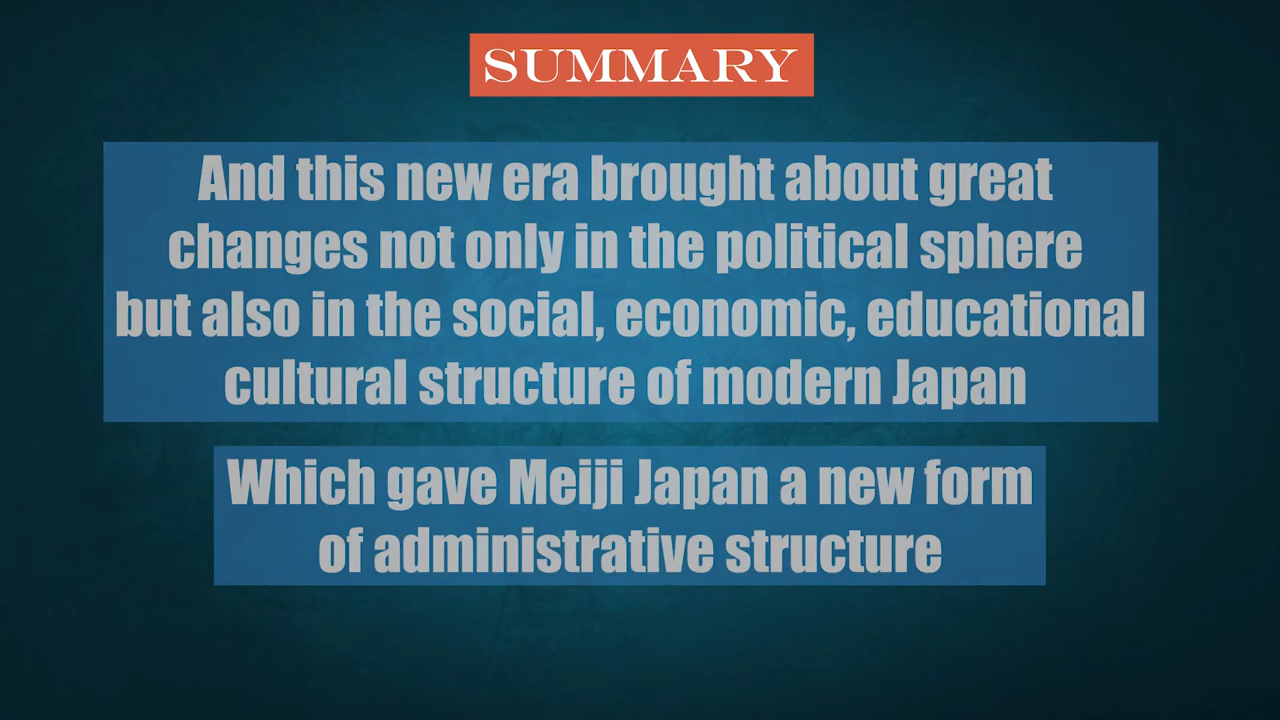 SUMMARY
And this new era brought about great
changes not only in the political sphere
but also in the social, economic, educational
cultural structure of modern Japan
Which gave Meiji Japan a new form
of administrative structure